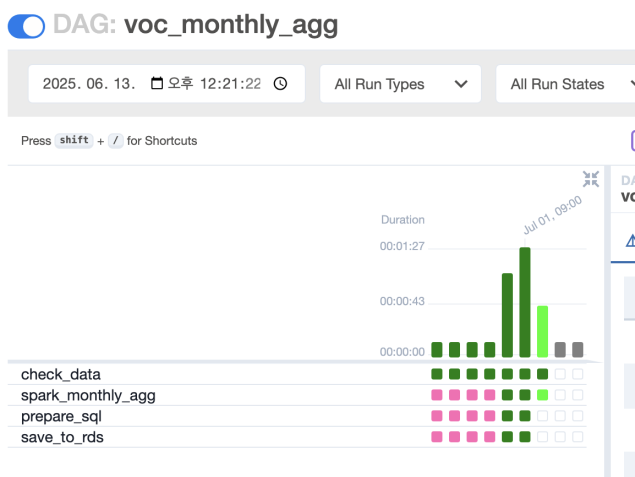 DAG: voc_monthly_agg
2025. 06. 13. 오후 12:21:22
All Run Types
All Run States
Press shift + / for Shortcuts
DA
vo
Jul 01, 09:00
Duration
00:01:27
00:00:43
00:00:00
check_data
spark_monthly_agg
prepare_sql
save_to_rds